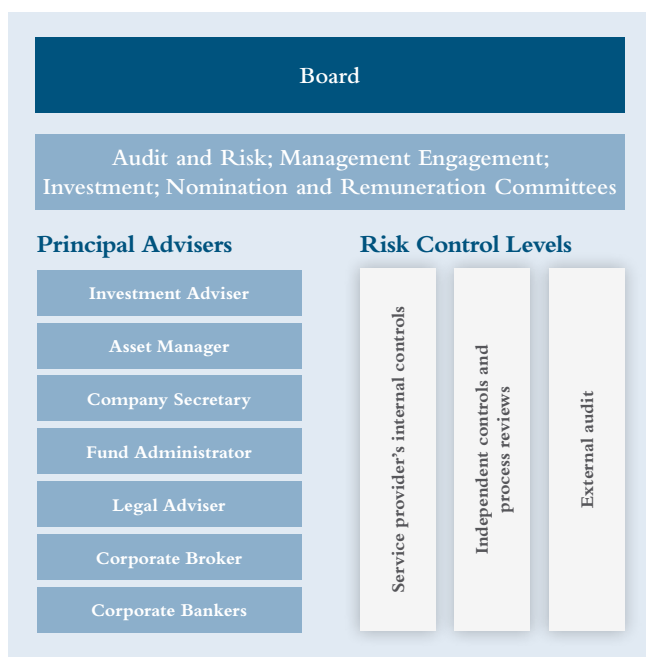 Board
Audit and Risk; Management Engagement;
Investment; Nomination and Remuneration Committees
Principal Advisers
Investment Adviser
Asset Manager
Company Secretary
Fund Administrator
Legal Adviser
Corporate Broker
Corporate Bankers
Risk Control Levels
Service provider’s internal controls
Independent controls and
process reviews
External audit